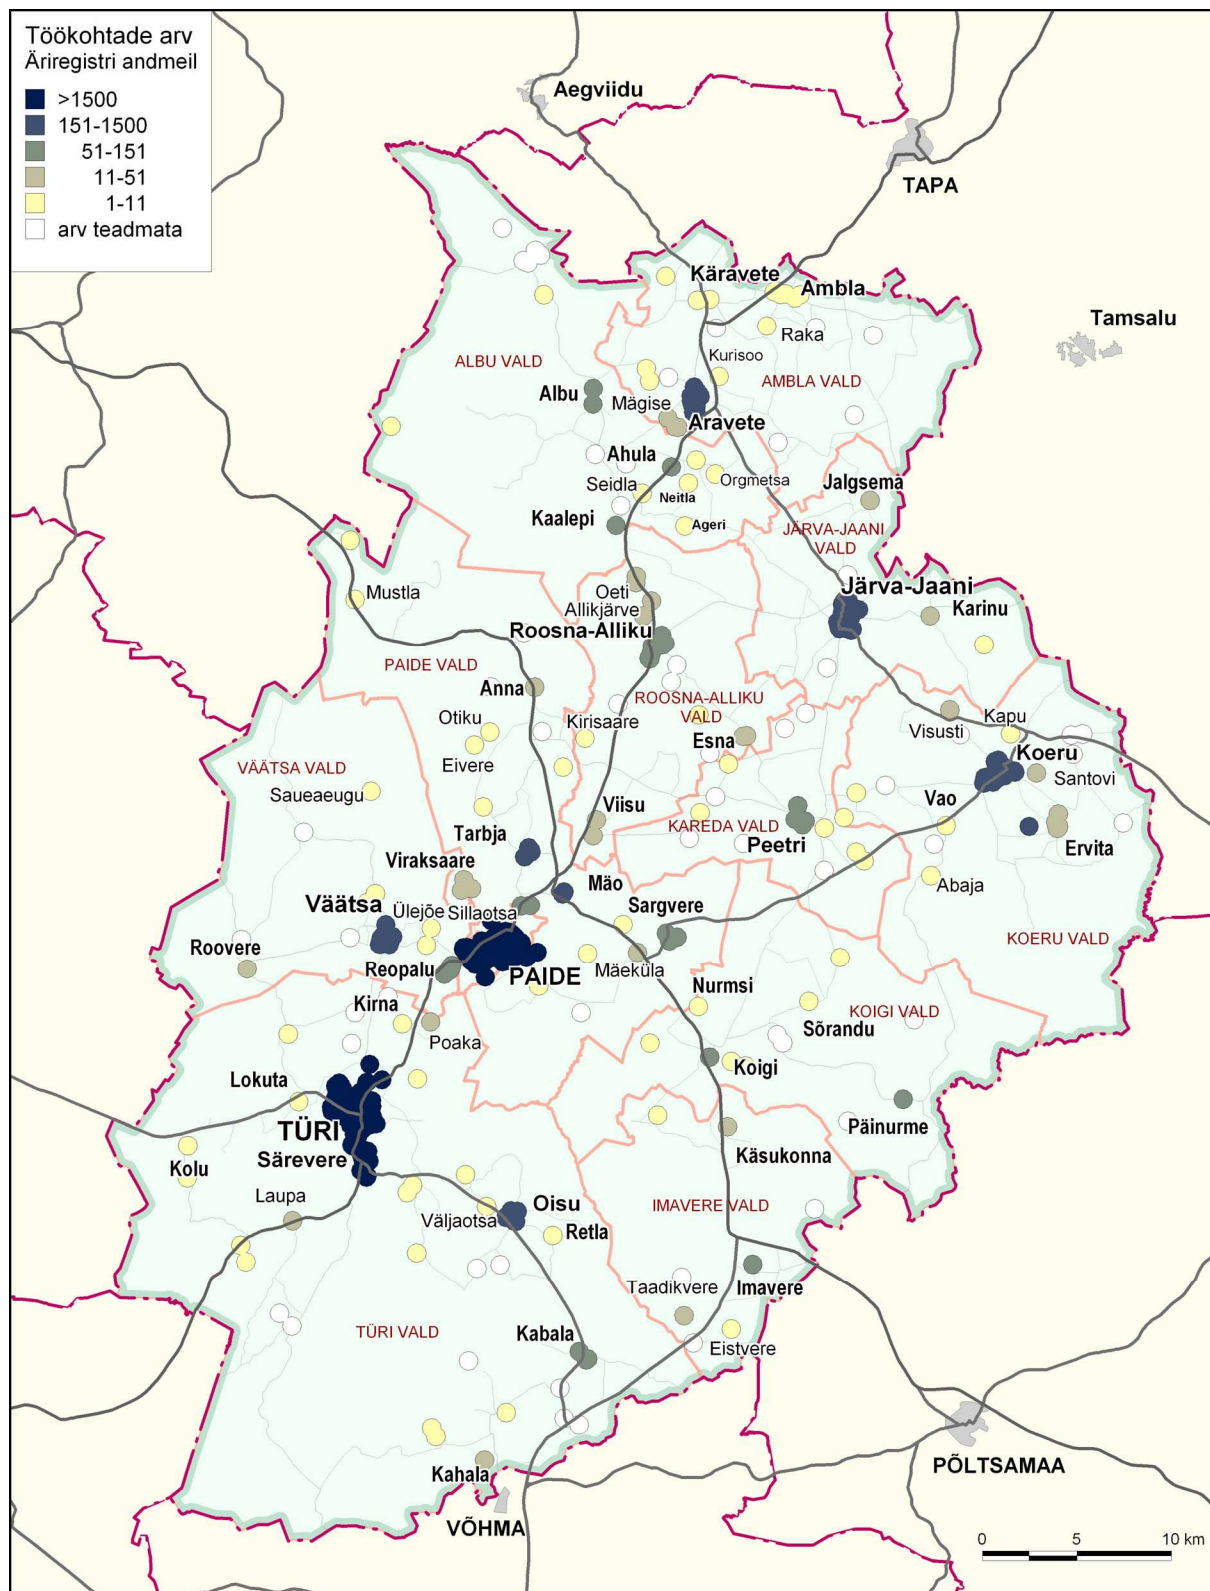 Töökohtade arv
Äriregistri andmeil
>1500
151-1500
51-151
11-51
1-11
arv teadmata
Aegviidu
TAPA
Käravete
Ambla
Tamsalu
Raka
Kurisoo
ALBU VALD
AMBLA VALD
Albu
Mägise
Aravete
Ahula
Orgmetsa
Jalgsema
Seidla
Neitla
Kaalepi
Ageri
JÄRVA-JAANI
VALD
Oeti
Järva-Jaani
Mustla
Allikjärve
Karinu
Roosna-Alliku
PAIDE VALD
Anna
ROOSNA-ALLIKU
VALD
Otiku
Kirisaare
Esna
Visusti
Kapu
Eivere
Koeru
VÄÄTSA VALD
Saueaeugu
Santovi
Viisu
Vao
Tarbja
KAREDA VALD
Peetri
Ervita
Viraksaare
Mäo
Abaja
Väätsa
Ülejõe
Sillaotsa
Sargvere
KOERU VALD
Roovere
Reopalu
PAIDE
Mäeküla
Kirna
Nurmsi
KOIGI VALD
Sõrandu
Poaka
Koigi
Lokuta
TÜRI
Päinurme
Särevere
Käsukonna
Kolu
Laupa
Väljaotsa
Oisu
Retla
IMAVERE VALD
Taadikvere
Imavere
TÜRI VALD
Kabala
Eistvere
Kahala
PÕLTSAMAA
VÕHMA
0 5 10 km